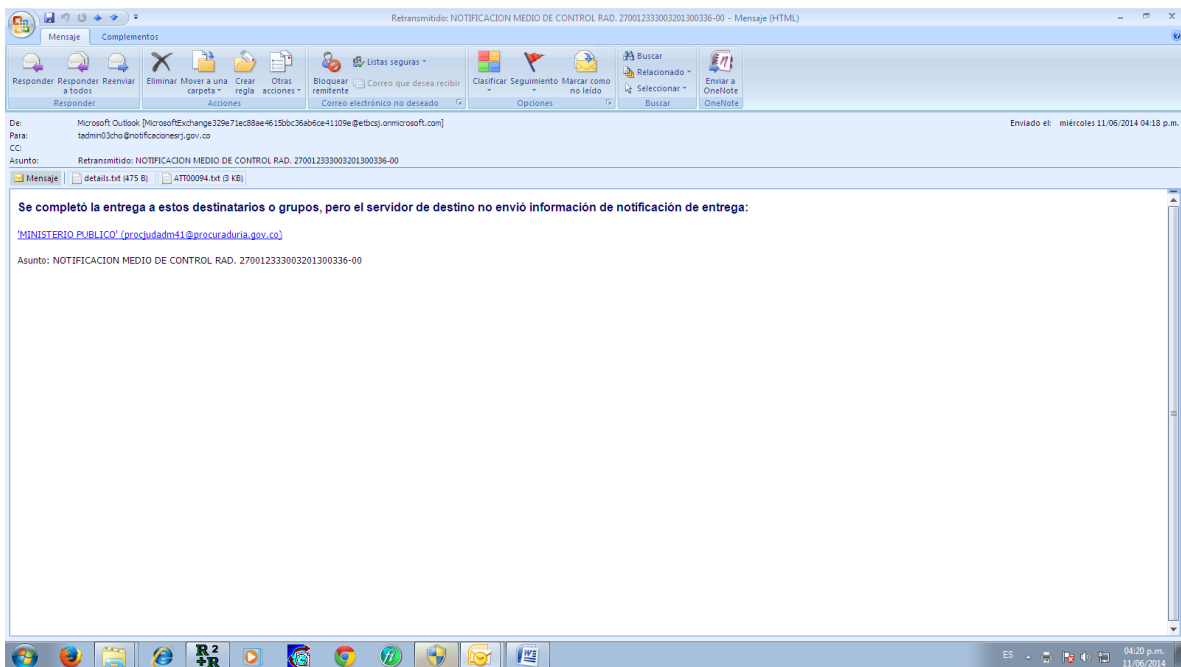 Retransmitido: NOTIFICACION MEDIO DE CONTROL RAD. 270012333003201300336-00 - Mensaje (HTML)
Mensaje Complementos
Responder
Responder a todos
Reenviar
Responder
Eliminar
Mover a una carpeta
Crear regla
Otras acciones
Acciones
Bloquear remitente
Listas seguras
Correo que desea recibir
Correo electrónico no deseado
Clasificar
Seguimiento
Marcar como no leído
Opciones
Buscar
Relacionado
Seleccionar
Buscar
Enviar a OneNote
OneNote
De: Microsoft Outlook [MicrosoftExchange329e71ec88ae4615bbc36ab6ce41109e@etbcsj.onmicrosoft.com]
Enviado el: miércoles 11/06/2014 04:18 p.m.
Para: tadmin03cho@notificacionesrj.gov.co
CC:
Asunto: Retransmitido: NOTIFICACION MEDIO DE CONTROL RAD. 270012333003201300336-00
Mensaje details.txt (475 B) ATT00094.txt (3 KB)
Se completó la entrega a estos destinatarios o grupos, pero el servidor de destino no envió información de notificación de entrega:
'MINISTERIO PUBLICO' (procjudadm41@procuraduria.gov.co)
Asunto: NOTIFICACION MEDIO DE CONTROL RAD. 270012333003201300336-00
R2
+R
ES
04:20 p.m.
11/06/2014